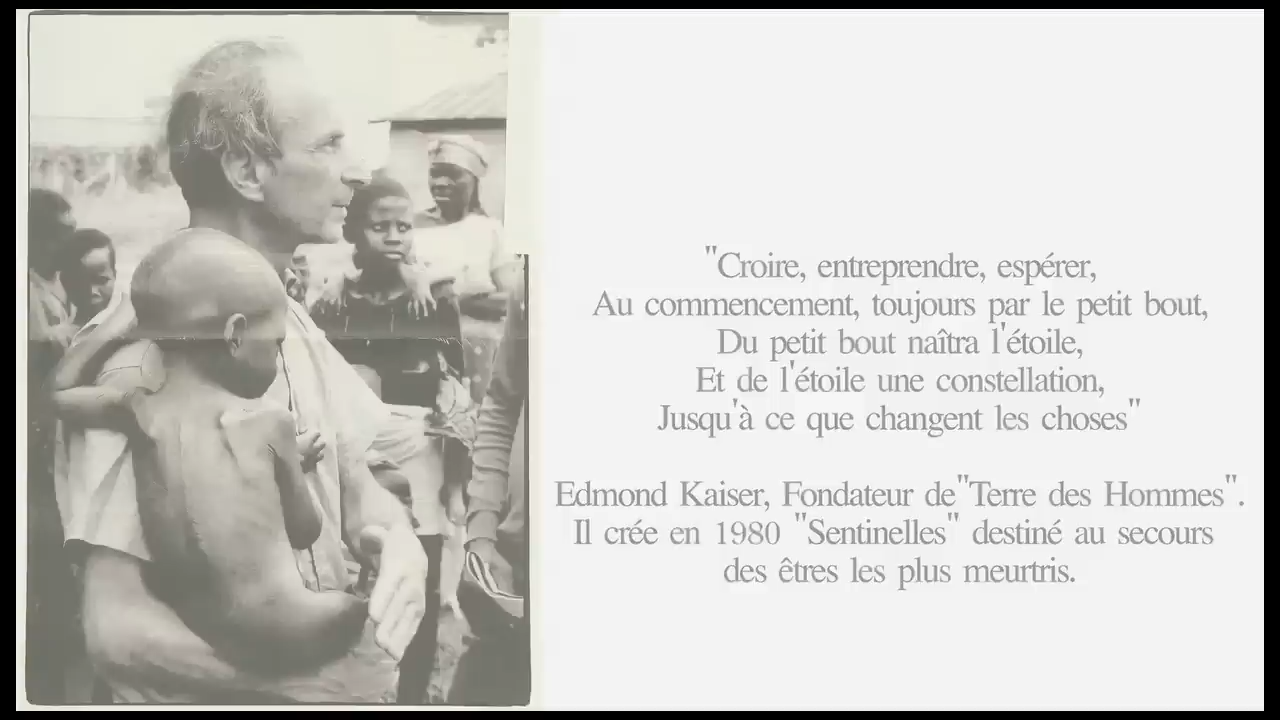 "Croire, entreprendre, espérer,
Au commencement, toujours par le petit bout,
Du petit bout naîtra l'étoile,
Et de l'étoile une constellation,
Jusqu'à ce que changent les choses"
Edmond Kaiser, Fondateur de"Terre des Hommes".
Il crée en 1980 "Sentinelles" destiné au secours
des êtres les plus meurtris.